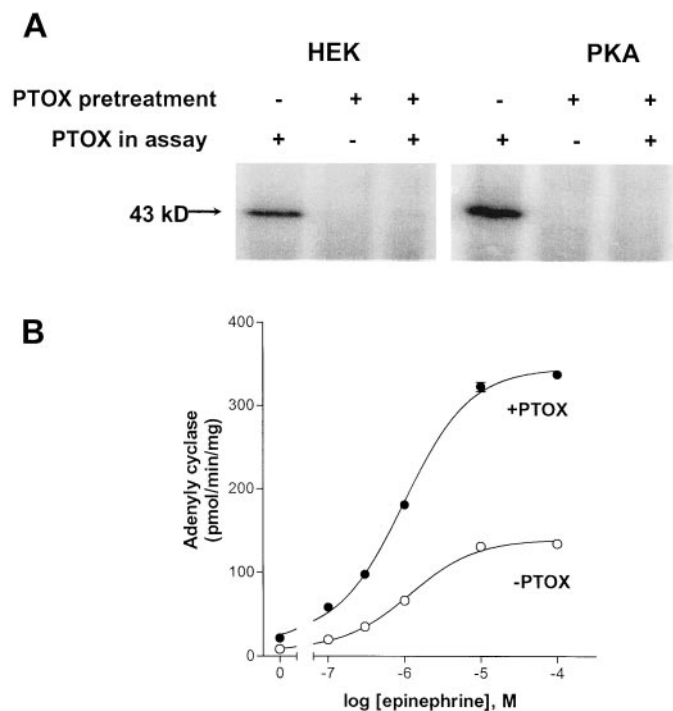 A
HEK PKA
PTOX pretreatment - + + - + +
PTOX in assay + - + + - +
43 kD
B
400
300
200
100
0
Adenyly cyclase
(pmol/min/mg)
+PTOX
-PTOX
0 -7 -6 -5 -4
log [epinephrine], M